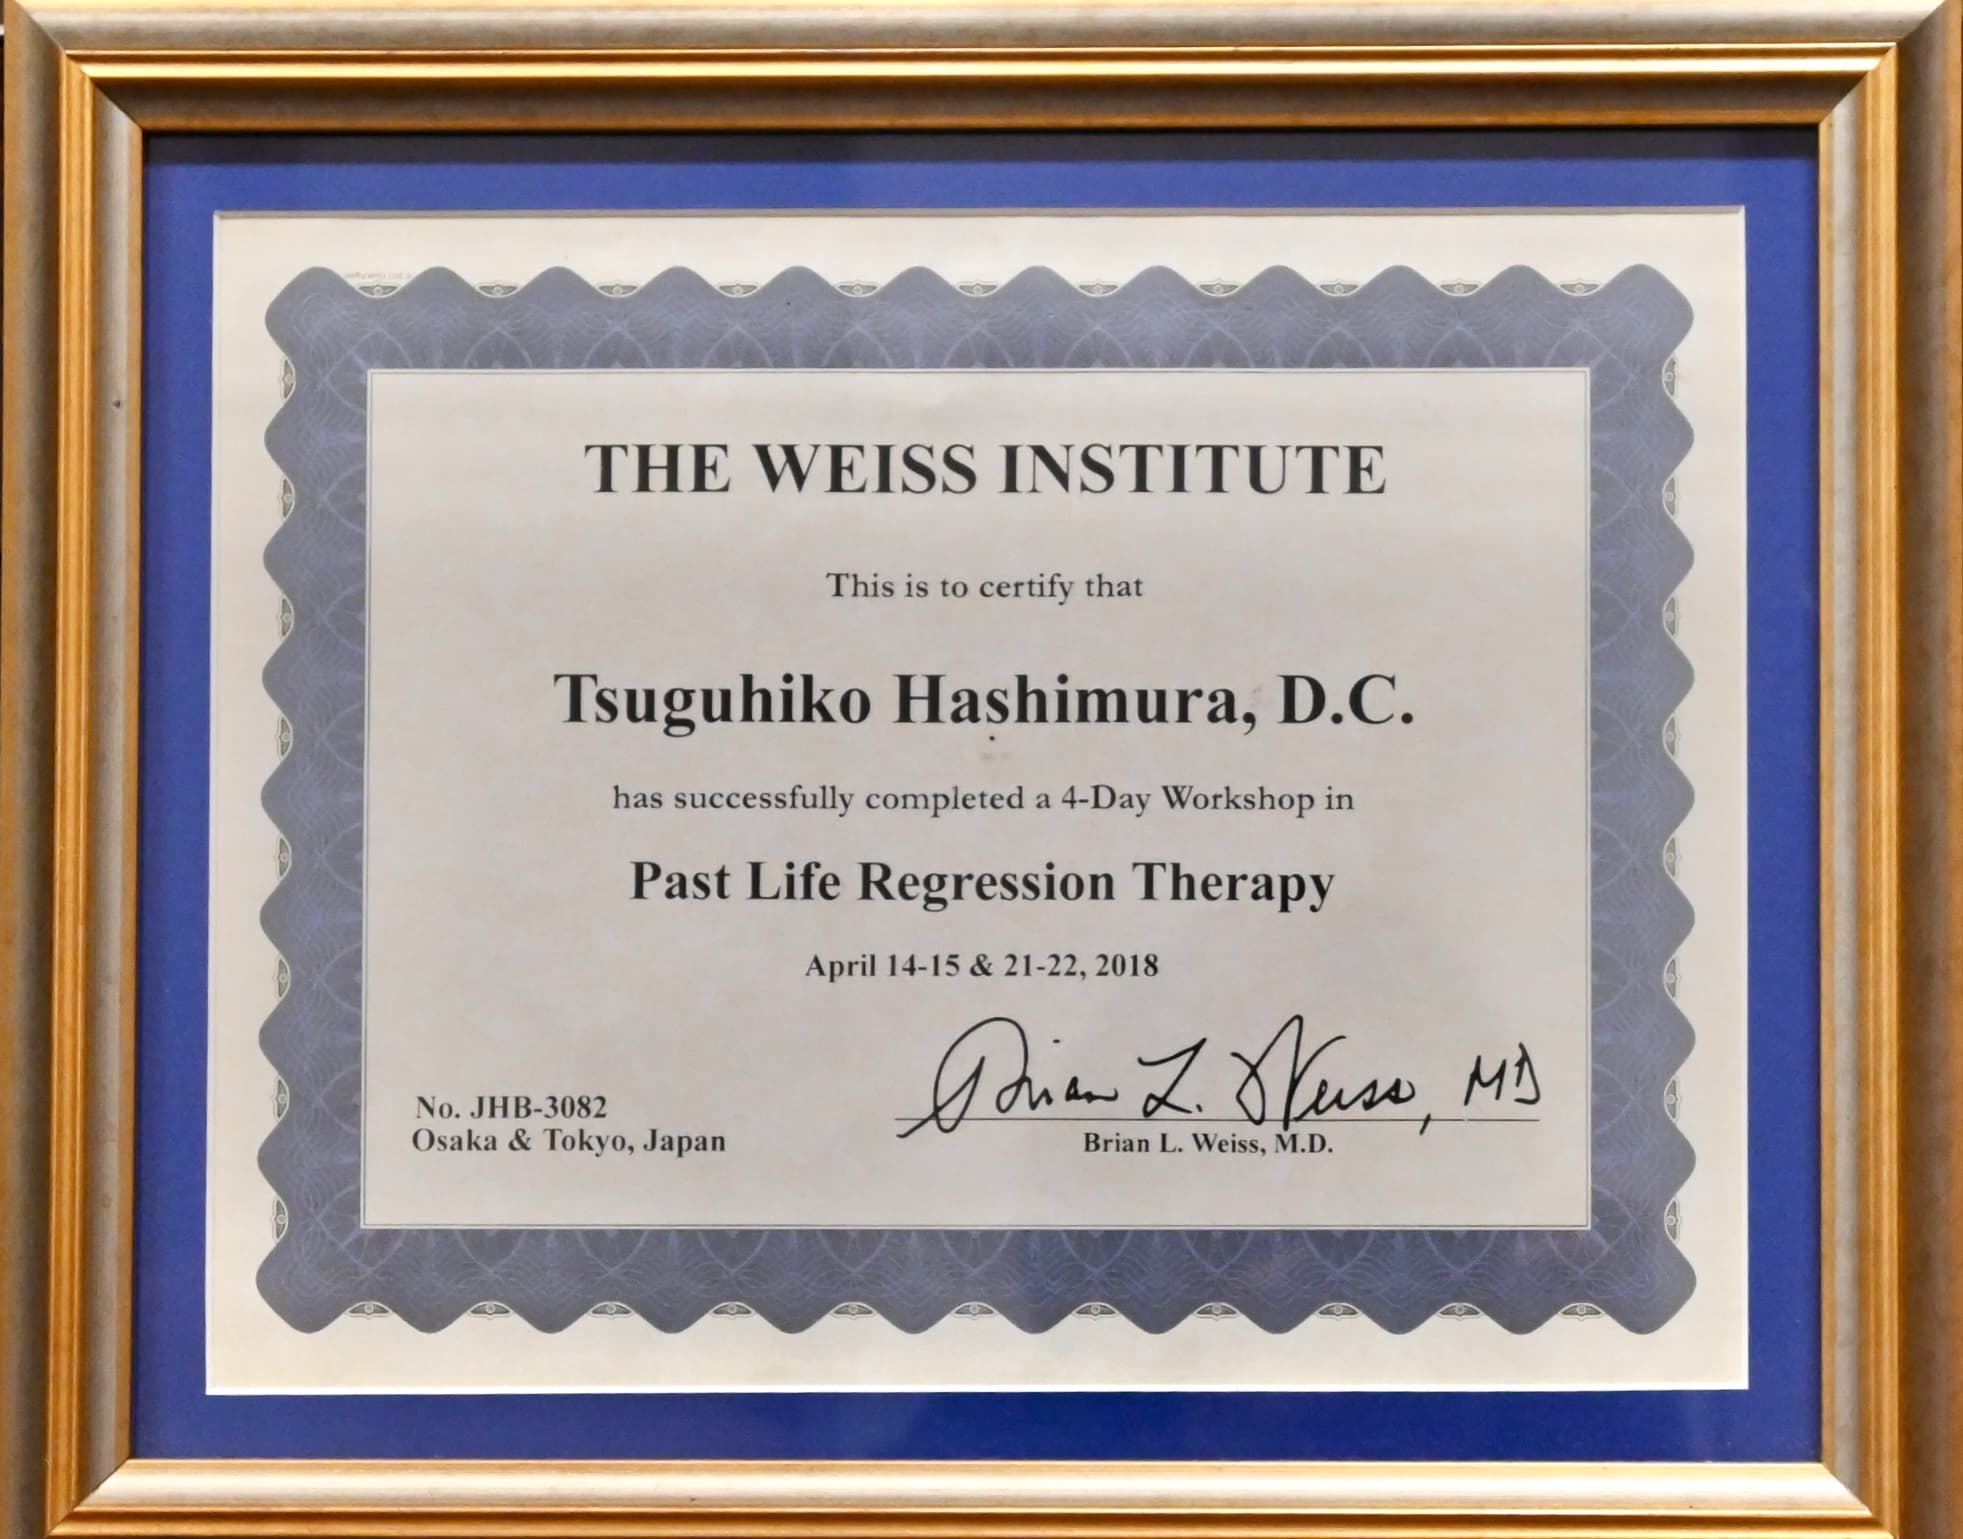 THE WEISS INSTITUTE
This is to certify that
Tsuguhiko Hashimura, D.C.
has successfully completed a 4-Day Workshop in
Past Life Regression Therapy
April 14-15 & 21-22, 2018
Brian L. Weiss, MD
No. JHB-3082
Osaka & Tokyo, Japan
Brian L. Weiss, M.D.